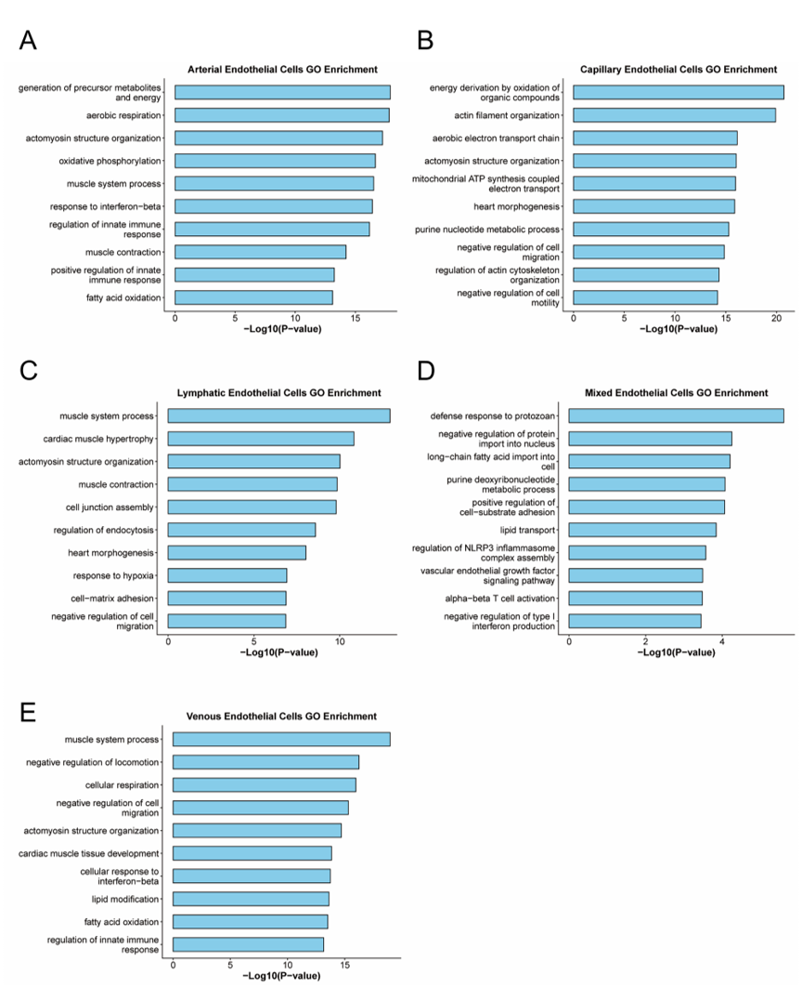 A
Arterial Endothelial Cells GO Enrichment
generation of precursor metabolites
and energy
aerobic respiration
actomyosin structure organization
oxidative phosphorylation
muscle system process
response to interferon−beta
regulation of innate immune
response
muscle contraction
positive regulation of innate
immune response
fatty acid oxidation
0 5 10 15
−Log10(P−value)
B
Capillary Endothelial Cells GO Enrichment
energy derivation by oxidation of
organic compounds
actin filament organization
aerobic electron transport chain
actomyosin structure organization
mitochondrial ATP synthesis coupled
electron transport
heart morphogenesis
purine nucleotide metabolic process
negative regulation of cell
migration
regulation of actin cytoskeleton
organization
negative regulation of cell
motility
0 5 10 15 20
−Log10(P−value)
C
Lymphatic Endothelial Cells GO Enrichment
muscle system process
cardiac muscle hypertrophy
actomyosin structure organization
muscle contraction
cell junction assembly
regulation of endocytosis
heart morphogenesis
response to hypoxia
cell−matrix adhesion
negative regulation of cell
migration
0 5 10
−Log10(P−value)
D
Mixed Endothelial Cells GO Enrichment
defense response to protozoan
negative regulation of protein
import into nucleus
long−chain fatty acid import into
cell
purine deoxyribonucleotide
metabolic process
positive regulation of
cell−substrate adhesion
lipid transport
regulation of NLRP3 inflammasome
complex assembly
vascular endothelial growth factor
signaling pathway
alpha−beta T cell activation
negative regulation of type I
interferon production
0 2 4
−Log10(P−value)
E
Venous Endothelial Cells GO Enrichment
muscle system process
negative regulation of locomotion
cellular respiration
negative regulation of cell
migration
actomyosin structure organization
cardiac muscle tissue development
cellular response to
interferon−beta
lipid modification
fatty acid oxidation
regulation of innate immune
response
0 5 10 15
−Log10(P−value)